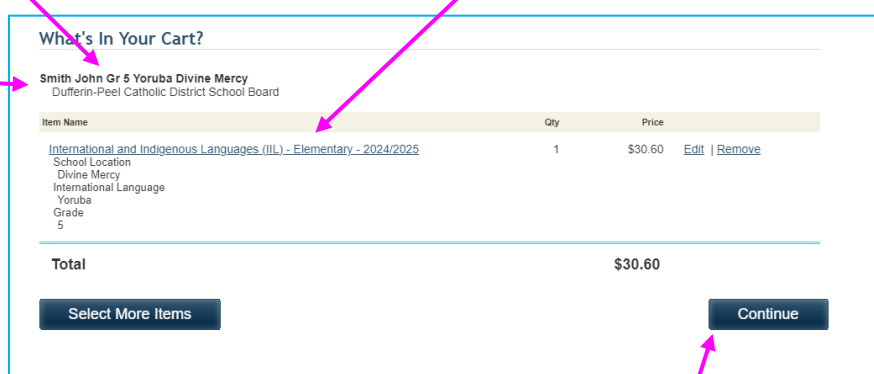 What's In Your Cart?
Smith John Gr 5 Yoruba Divine Mercy
Dufferin-Peel Catholic District School Board
Item Name Qty Price
International and Indigenous Languages (IIL) - Elementary - 2024/2025 1 $30.60 Edit | Remove
School Location
Divine Mercy
International Language
Yoruba
Grade
5
Total $30.60
Select More Items Continue